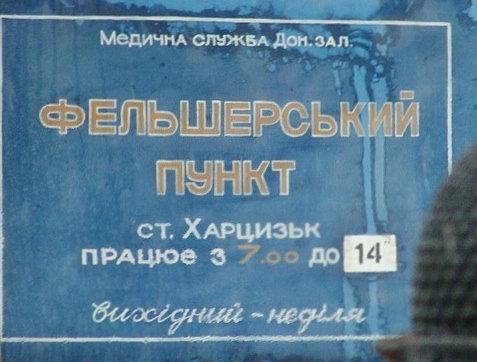 Медична служба Дон. зал.
ФЕЛЬШЕРСЬКИЙ
ПУНКТ
ст. Харцизьк
працює з 7.00 до 14
вихідний - неділя